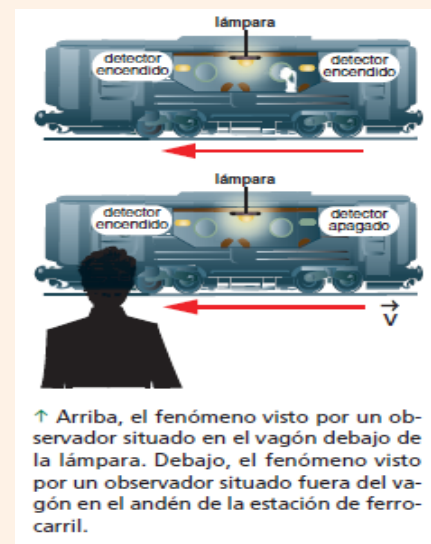 lámpara
detector
encendido
detector
encendido
lámpara
detector
encendido
detector
apagado
v
↑ Arriba, el fenómeno visto por un ob-
servador situado en el vagón debajo de
la lámpara. Debajo, el fenómeno visto
por un observador situado fuera del va-
gón en el andén de la estación de ferro-
carril.